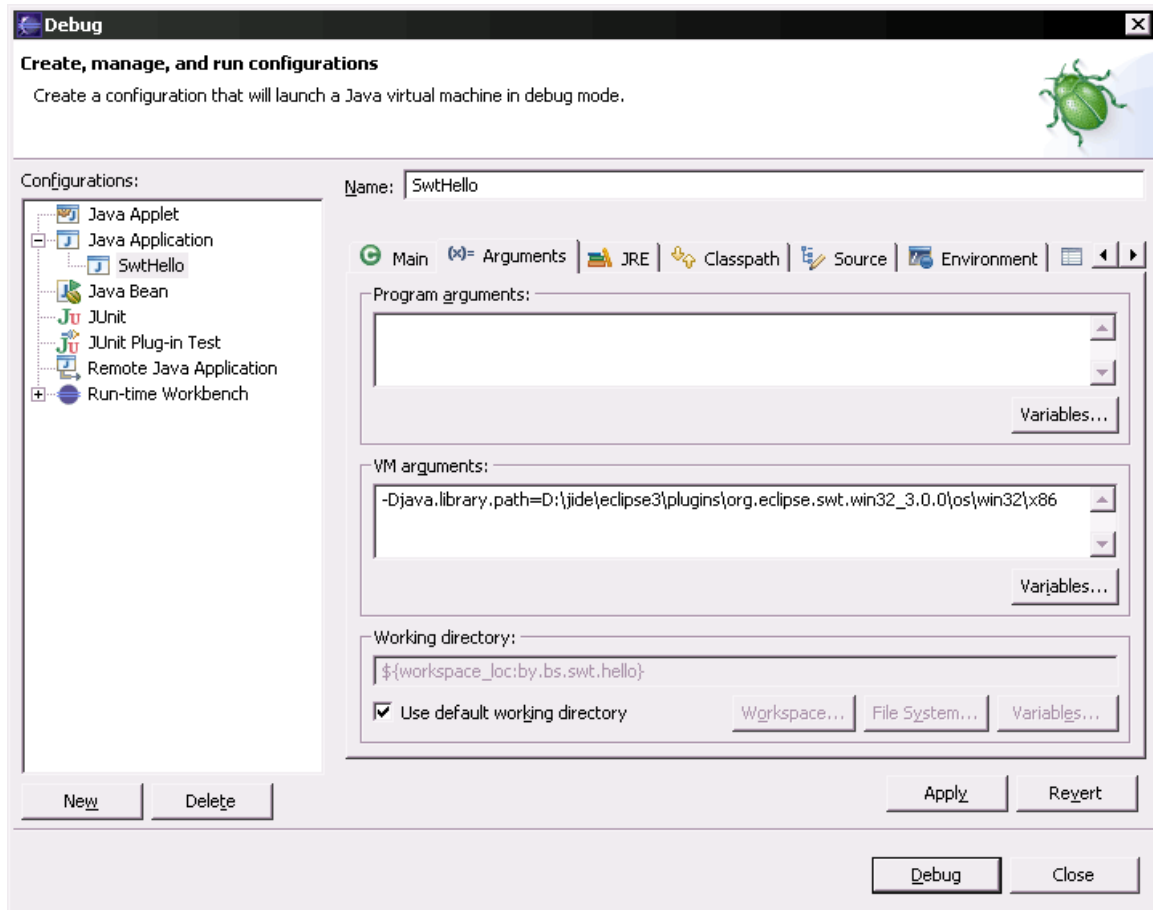 Debug
Create, manage, and run configurations
Create a configuration that will launch a Java virtual machine in debug mode.
Configurations:
Java Applet
Java Application
SwtHello
Java Bean
JUnit
JUnit Plug-in Test
Remote Java Application
Run-time Workbench
New
Delete
Name: SwtHello
Main (x)= Arguments JRE Classpath Source Environment
Program arguments:
Variables...
VM arguments:
-Djava.library.path=D:\jide\eclipse3\plugins\org.eclipse.swt.win32_3.0.0\os\win32\x86
Variables...
Working directory:
${workspace_loc:by.bs.swt.hello}
Use default working directory
Workspace... File System... Variables...
Apply Revert
Debug Close